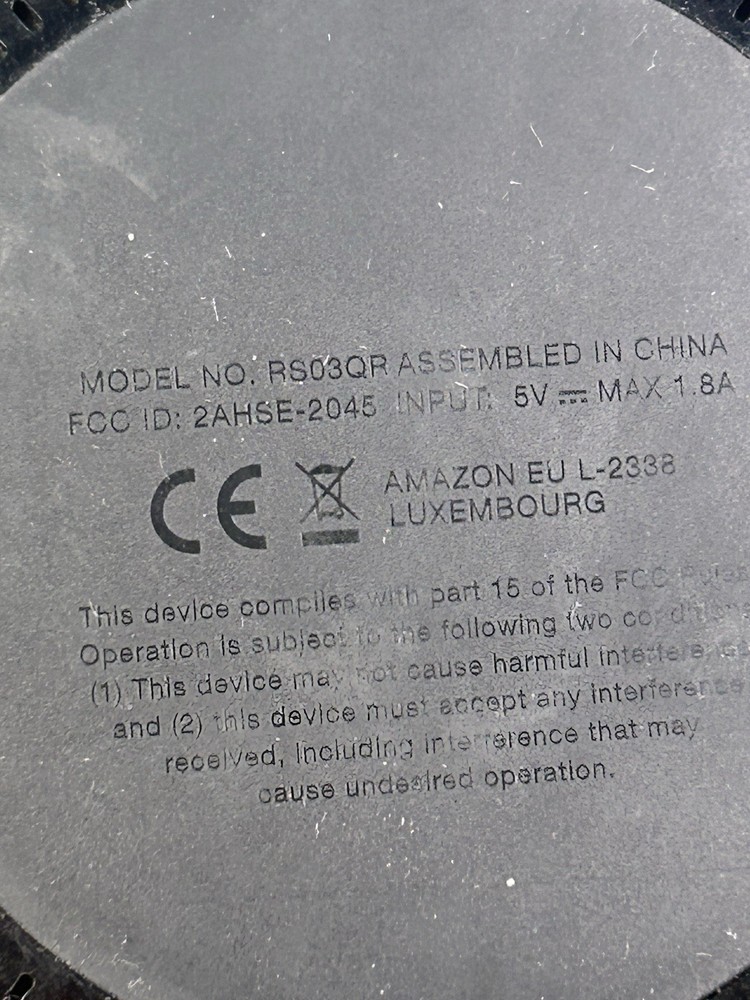 MODEL NO. RS03QR ASSEMBLED IN CHINA
FCC ID: 2AHSE-2045 INPUT: 5V ⎓ MAX 1.8A
CE AMAZON EU L-2338
LUXEMBOURG
This device complies with part 15 of the FCC Rules
Operation is subject to the following two conditions
(1) This device may not cause harmful interference
and (2) this device must accept any interference
received, including interference that may
cause undesired operation.